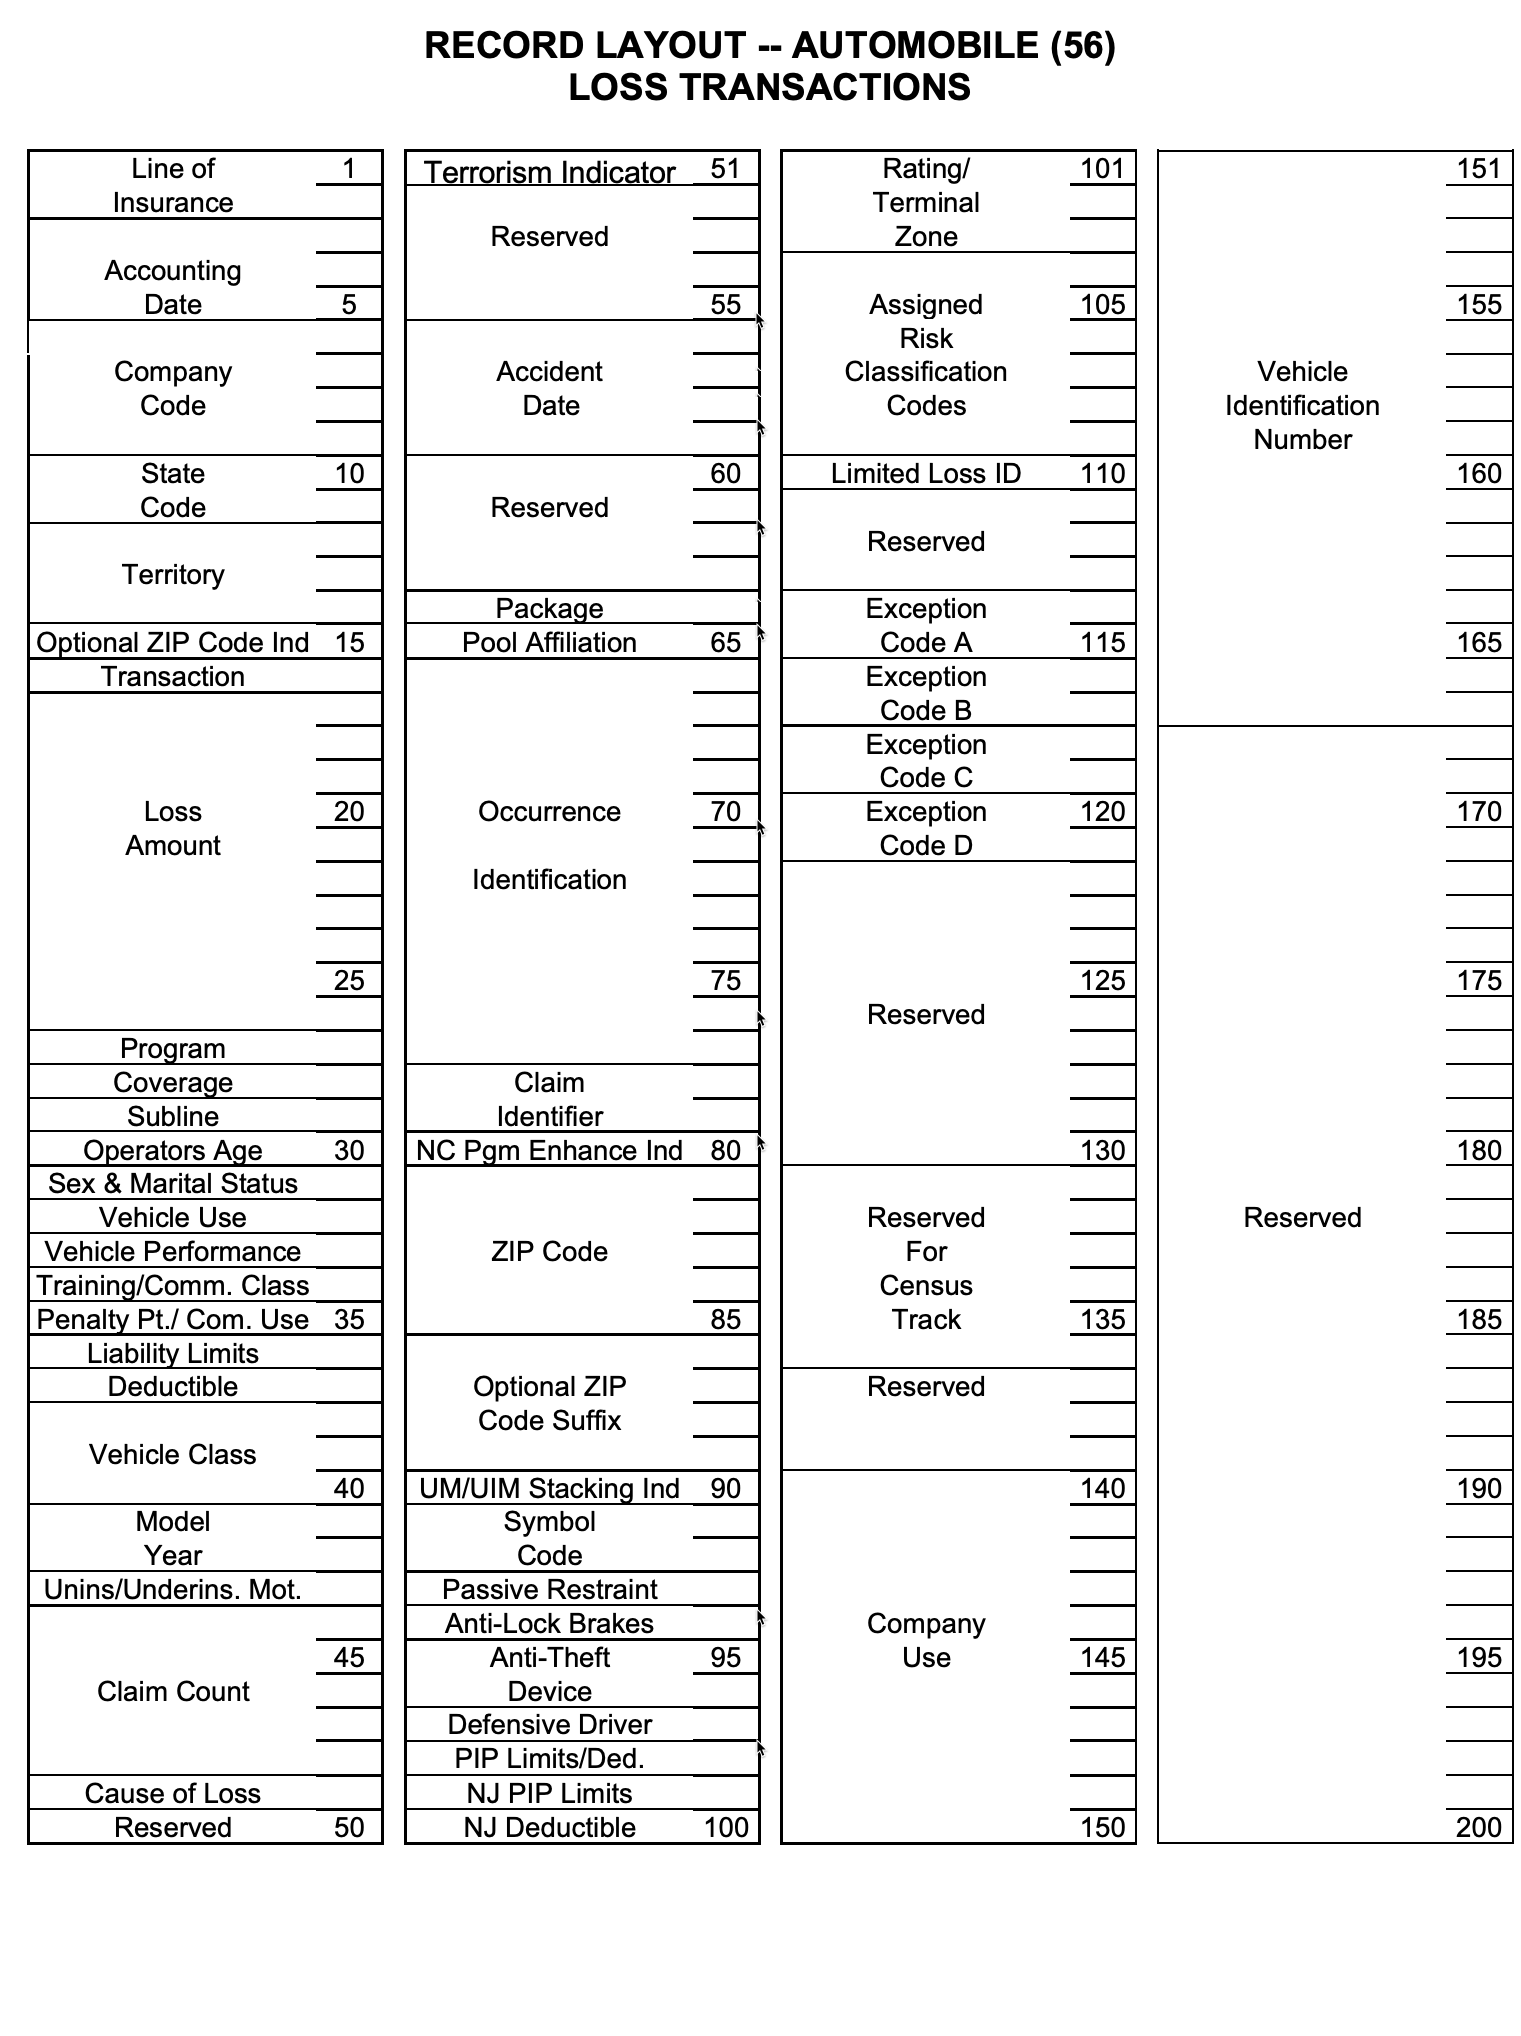 RECORD LAYOUT -- AUTOMOBILE (56)
LOSS TRANSACTIONS
Line of 1
Insurance
Accounting
Date 5
Company
Code
State 10
Code
Territory
Optional ZIP Code Ind 15
Transaction
Loss 20
Amount
25
Program
Coverage
Subline
Operators Age 30
Sex & Marital Status
Vehicle Use
Vehicle Performance
Training/Comm. Class
Penalty Pt./ Com. Use 35
Liability Limits
Deductible
Vehicle Class
40
Model
Year
Unins/Underins. Mot.
45
Claim Count
Cause of Loss
Reserved 50
Terrorism Indicator 51
Reserved
55
Accident
Date
60
Reserved
Package
Pool Affiliation 65
Occurrence 70
Identification
75
Claim
Identifier
NC Pgm Enhance Ind 80
ZIP Code
85
Optional ZIP
Code Suffix
UM/UIM Stacking Ind 90
Symbol
Code
Passive Restraint
Anti-Lock Brakes
Anti-Theft 95
Device
Defensive Driver
PIP Limits/Ded.
NJ PIP Limits
NJ Deductible 100
Rating/ 101
Terminal
Zone
Assigned 105
Risk
Classification
Codes
Limited Loss ID 110
Reserved
Exception
Code A 115
Exception
Code B
Exception
Code C
Exception 120
Code D
125
Reserved
130
Reserved
For
Census
Track 135
Reserved
140
Company
Use 145
150
151
155
Vehicle
Identification
Number
160
165
170
175
180
Reserved
185
190
195
200